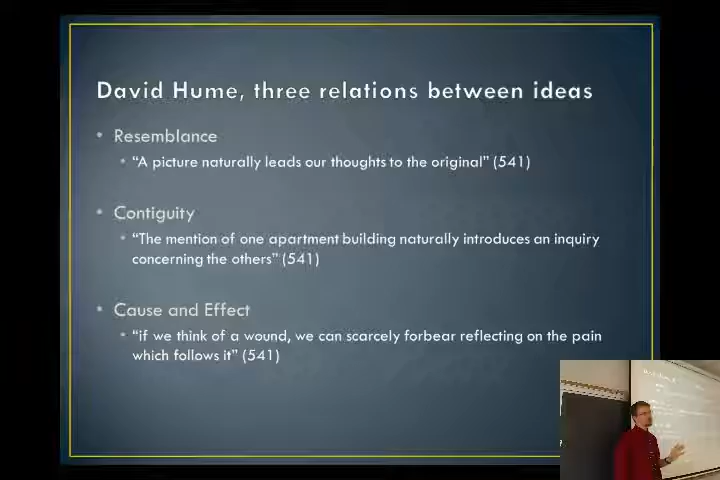 David Hume, three relations between ideas
• Resemblance
• "A picture naturally leads our thoughts to the original" (541)
• Contiguity
• "The mention of one apartment building naturally introduces an inquiry
concerning the others" (541)
• Cause and Effect
• "if we think of a wound, we can scarcely forbear reflecting on the pain
which follows it" (541)